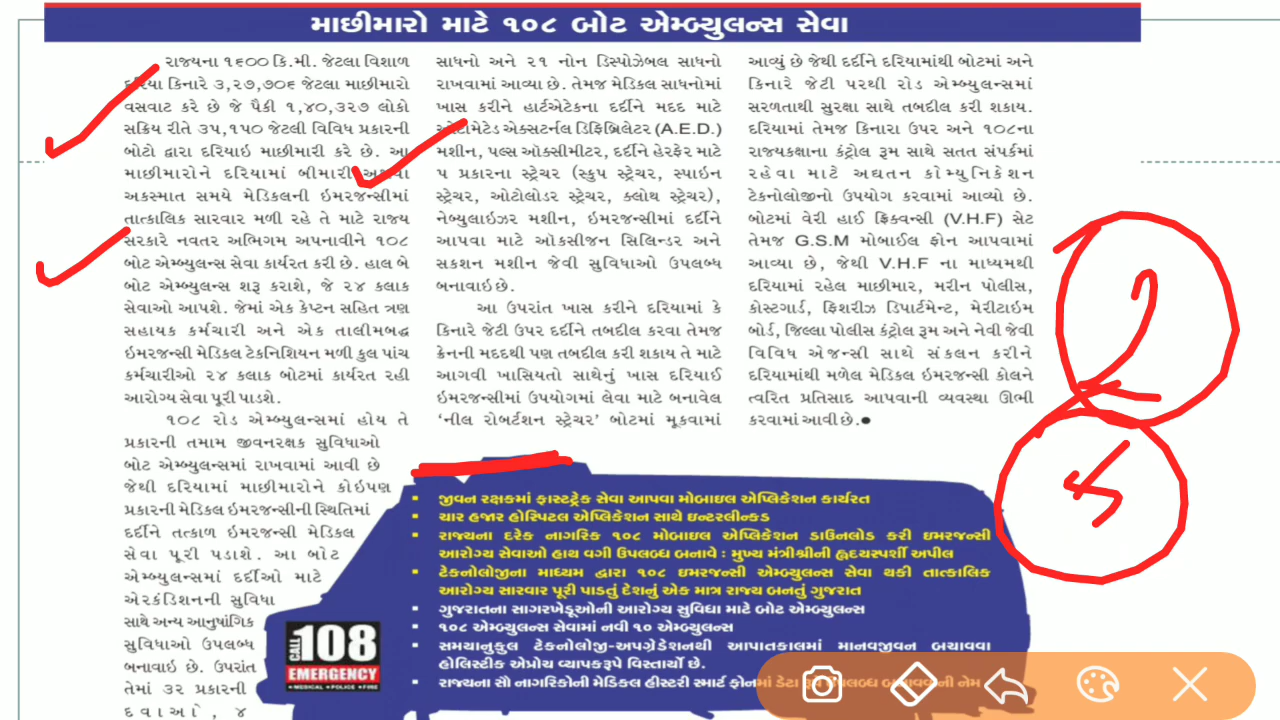 માછીમારો માટે ૧૦૮ બોટ એમ્બ્યુલન્સ સેવા
રાજ્યના ૧૬૦૦ કિ.મી. જેટલા વિશાળ
દરિયા કિનારે ૩,૨૭,૭૦૬ જેટલા માછીમારો
વસવાટ કરે છે જે પૈકી ૧,૪૦,૩૨૭ લોકો
સક્રિય રીતે ૩૫,૧૫૦ જેટલી વિવિધ પ્રકારની
બોટો દ્વારા દરિયાઇ માછીમારી કરે છે. આ
માછીમારોને દરિયામાં બીમારી અથવા
અકસ્માત સમયે મેડિકલની ઇમરજન્સીમાં
તાત્કાલિક સારવાર મળી રહે તે માટે રાજ્ય
સરકારે નવતર અભિગમ અપનાવીને ૧૦૮
બોટ એમ્બ્યુલન્સ સેવા કાર્યરત કરી છે. હાલ બે
બોટ એમ્બ્યુલન્સ શરૂ કરાશે, જે ૨૪ કલાક
સેવાઓ આપશે. જેમાં એક કેપ્ટન સહિત ત્રણ
સહાયક કર્મચારી અને એક તાલીમબદ્ધ
ઇમરજન્સી મેડિકલ ટેકનિશિયન મળી કુલ પાંચ
કર્મચારીઓ ૨૪ કલાક બોટમાં કાર્યરત રહી
આરોગ્ય સેવા પૂરી પાડશે.
૧૦૮ રોડ એમ્બ્યુલન્સમાં હોય તે
પ્રકારની તમામ જીવનરક્ષક સુવિધાઓ
બોટ એમ્બ્યુલન્સમાં રાખવામાં આવી છે
જેથી દરિયામાં માછીમારોને કોઇપણ
પ્રકારની મેડિકલ ઇમરજન્સીની સ્થિતિમાં
દર્દીને તત્કાળ ઇમરજન્સી મેડિકલ
સેવા પૂરી પડાશે. આ બોટ
એમ્બ્યુલન્સમાં દર્દીઓ માટે
એરકંડિશનની સુવિધા
સાથે અન્ય આનુષાંગિક
સુવિધાઓ ઉપલબ્ધ
બનાવાઇ છે. ઉપરાંત
તેમાં ૩૨ પ્રકારની
દવાઓ, ૪
સાધનો અને ૨૧ નોન ડિસ્પોઝેબલ સાધનો
રાખવામાં આવ્યા છે. તેમજ મેડિકલ સાધનોમાં
ખાસ કરીને હાર્ટએટેકના દર્દીને મદદ માટે
ઓટોમેટેડ એક્સટર્નલ ડિફિબ્રિલેટર (A.E.D.)
મશીન, પલ્સ ઑક્સીમીટર, દર્દીને હેરફેર માટે
૫ પ્રકારના સ્ટ્રેચર (સ્કુપ સ્ટ્રેચર, સ્પાઇન
સ્ટ્રેચર, ઓટોલોડર સ્ટ્રેચર, ક્લોથ સ્ટ્રેચર),
નેબ્યુલાઇઝર મશીન, ઇમરજન્સીમાં દર્દીને
આપવા માટે ઑકસીજન સિલિન્ડર અને
સકશન મશીન જેવી સુવિધાઓ ઉપલબ્ધ
બનાવાઇ છે.
આ ઉપરાંત ખાસ કરીને દરિયામાં કે
કિનારે જેટી ઉપર દર્દીને તબદીલ કરવા તેમજ
ક્રેનની મદદથી પણ તબદીલ કરી શકાય તે માટે
આગવી ખાસિયતો સાથેનું ખાસ દરિયાઈ
ઇમરજન્સીમાં ઉપયોગમાં લેવા માટે બનાવેલ
‘નીલ રોબર્ટશન સ્ટ્રેચર’ બોટમાં મૂકવામાં
આવ્યું છે જેથી દર્દીને દરિયામાંથી બોટમાં અને
કિનારે જેટી પરથી રોડ એમ્બ્યુલન્સમાં
સરળતાથી સુરક્ષા સાથે તબદીલ કરી શકાય.
દરિયામાં તેમજ કિનારા ઉપર અને ૧૦૮ના
રાજ્યકક્ષાના કંટ્રોલ રૂમ સાથે સતત સંપર્કમાં
રહેવા માટે અદ્યતન કોમ્યુનિકેશન
ટેકનોલોજીનો ઉપયોગ કરવામાં આવ્યો છે.
બોટમાં વેરી હાઈ ફ્રિક્વન્સી (V.H.F) સેટ
તેમજ G.S.M મોબાઈલ ફોન આપવામાં
આવ્યા છે, જેથી V.H.F ના માધ્યમથી
દરિયામાં રહેલ માછીમાર, મરીન પોલીસ,
કોસ્ટગાર્ડ, ફિશરીઝ ડિપાર્ટમેન્ટ, મેરીટાઇમ
બોર્ડ, જિલ્લા પોલીસ કંટ્રોલ રૂમ અને નેવી જેવી
વિવિધ એજન્સી સાથે સંકલન કરીને
દરિયામાંથી મળેલ મેડિકલ ઇમરજન્સી કોલને
ત્વરિત પ્રતિસાદ આપવાની વ્યવસ્થા ઊભી
કરવામાં આવી છે.●
2
▪ જીવન રક્ષકમાં ફાસ્ટટ્રેક સેવા આપવા મોબાઇલ એપ્લિકેશન કાર્યરત
▪ ચાર હજાર હોસ્પિટલ એપ્લિકેશન સાથે ઇન્ટરલીન્કડ
▪ રાજ્યના દરેક નાગરિક ૧૦૮ મોબાઇલ એપ્લિકેશન ડાઉનલોડ કરી ઇમરજન્સી
આરોગ્ય સેવાઓ હાથ વગી ઉપલબ્ધ બનાવે : મુખ્ય મંત્રીશ્રીની હૃદયસ્પર્શી અપીલ
▪ ટેકનોલોજીના માધ્યમ દ્વારા ૧૦૮ ઇમરજન્સી એમ્બ્યુલન્સ સેવા થકી તાત્કાલિક
આરોગ્ય સારવાર પૂરી પાડતું દેશનું એક માત્ર રાજ્ય બનતું ગુજરાત
▪ ગુજરાતના સાગરખેડૂઓની આરોગ્ય સુવિધા માટે બોટ એમ્બ્યુલન્સ
▪ ૧૦૮ એમ્બ્યુલન્સ સેવામાં નવી ૧૦ એમ્બ્યુલન્સ
▪ સમયાનુકુલ ટેકનોલોજી-અપગ્રેડેશનથી આપાતકાલમાં માનવજીવન બચાવવા
હોલિસ્ટીક એપ્રોચ વ્યાપકરૂપે વિસ્તાર્યો છે.
▪ રાજ્યના સૌ નાગરિકોની મેડિકલ હીસ્ટરી સ્માર્ટ ફોનમાં ડેટા રૂપે ઉપલબ્ધ બનાવવાની નેમ
CALL 108
EMERGENCY
• MEDICAL • POLICE • FIRE